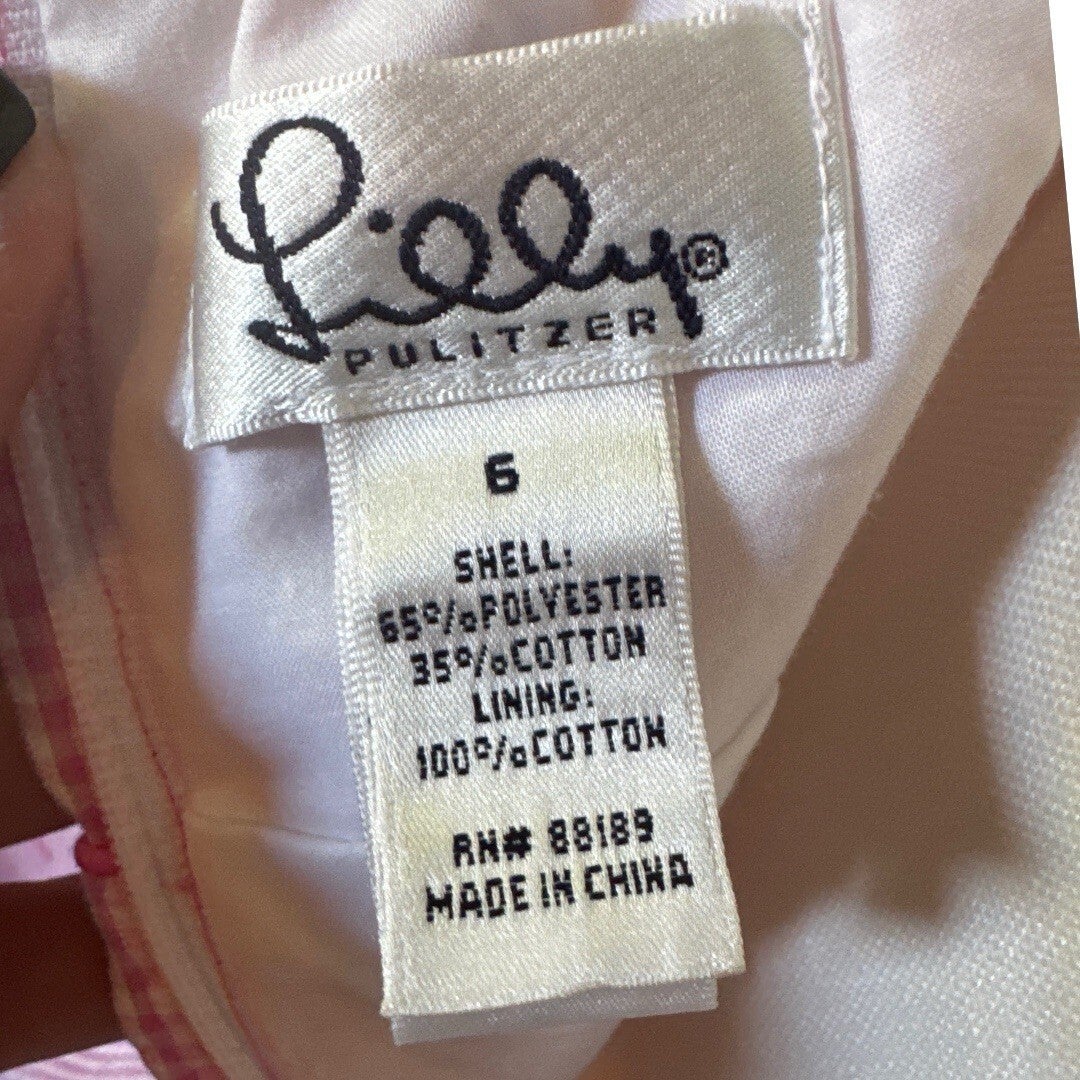 Lilly®
PULITZER
6
SHELL:
65%POLYESTER
35%COTTON
LINING:
100%COTTON
RN# 88189
MADE IN CHINA